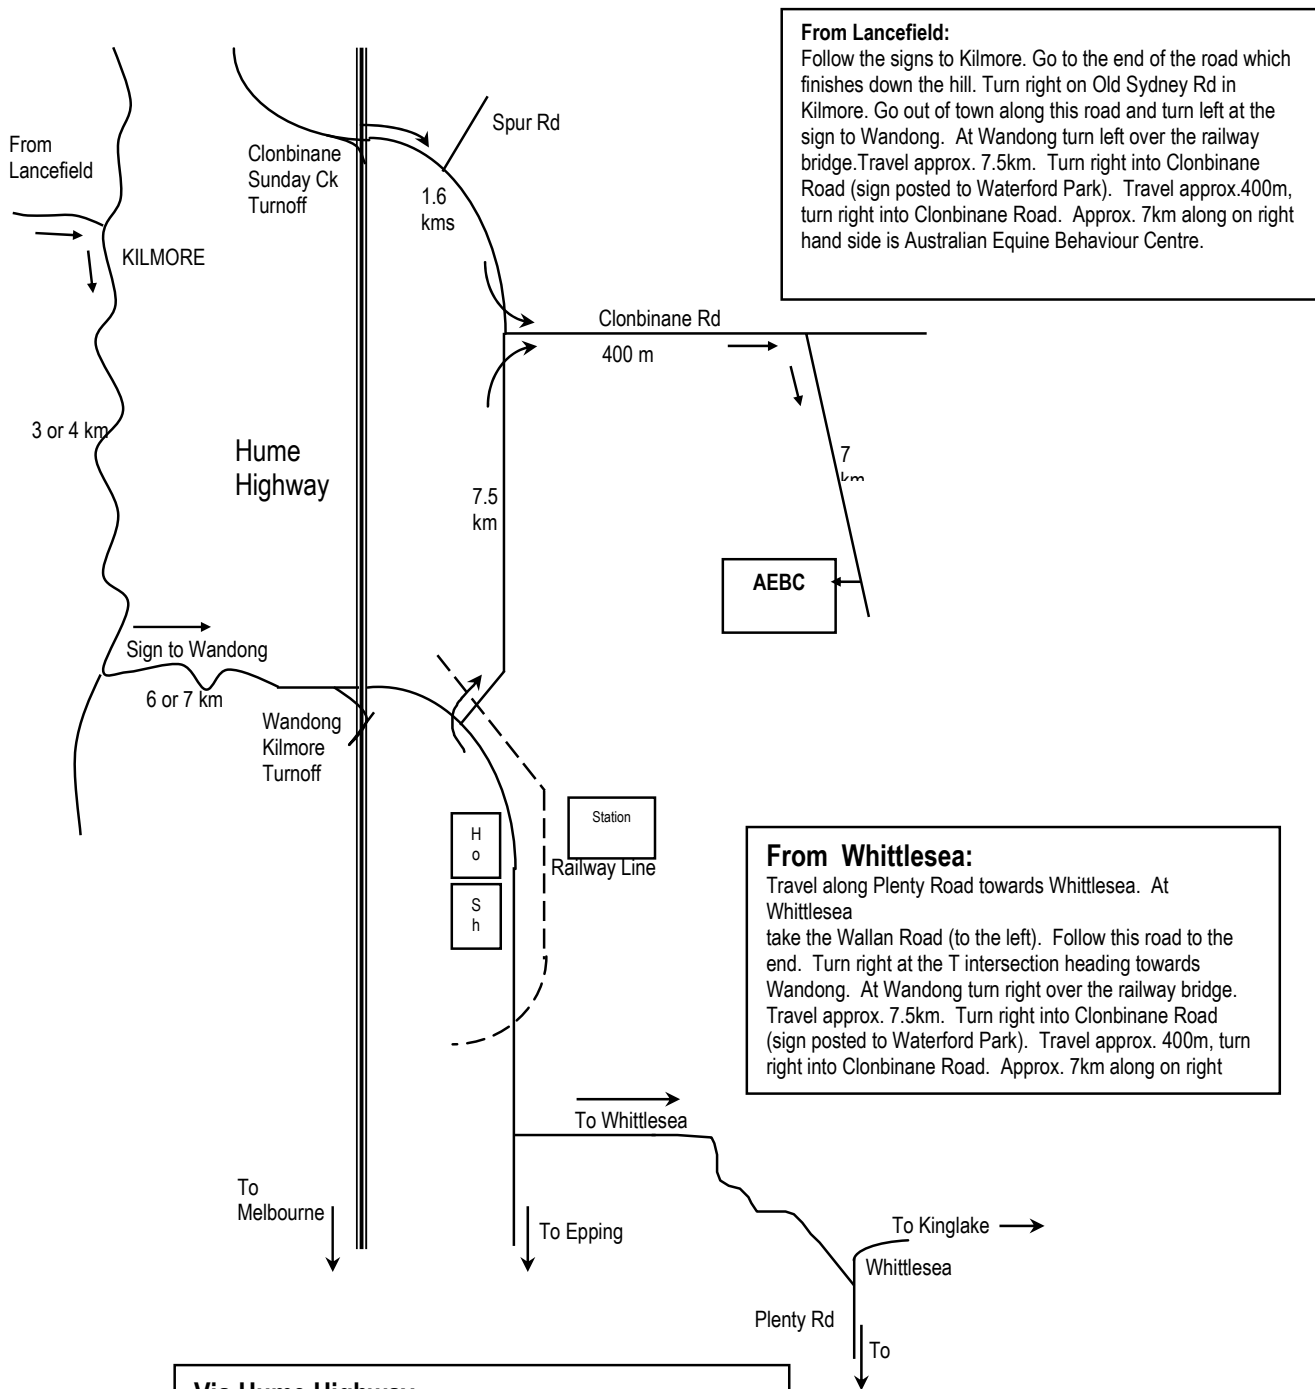 From Lancefield:
Follow the signs to Kilmore. Go to the end of the road which
finishes down the hill. Turn right on Old Sydney Rd in
Kilmore. Go out of town along this road and turn left at the
sign to Wandong. At Wandong turn left over the railway
bridge.Travel approx. 7.5km. Turn right into Clonbinane
Road (sign posted to Waterford Park). Travel approx.400m,
turn right into Clonbinane Road. Approx. 7km along on right
hand side is Australian Equine Behaviour Centre.
From
Lancefield
Clonbinane
Sunday Ck
Turnoff
Spur Rd
1.6
kms
KILMORE
Clonbinane Rd
400 m
3 or 4 km
Hume
Highway
7
km
7.5
km
AEBC
Sign to Wandong
6 or 7 km
Wandong
Kilmore
Turnoff
H
o
S
h
Station
Railway Line
From Whittlesea:
Travel along Plenty Road towards Whittlesea. At
Whittlesea
take the Wallan Road (to the left). Follow this road to the
end. Turn right at the T intersection heading towards
Wandong. At Wandong turn right over the railway bridge.
Travel approx. 7.5km. Turn right into Clonbinane Road
(sign posted to Waterford Park). Travel approx. 400m, turn
right into Clonbinane Road. Approx. 7km along on right
To Whittlesea
To
Melbourne
To Epping
To Kinglake
Whittlesea
Plenty Rd
To
Via Hume Highway